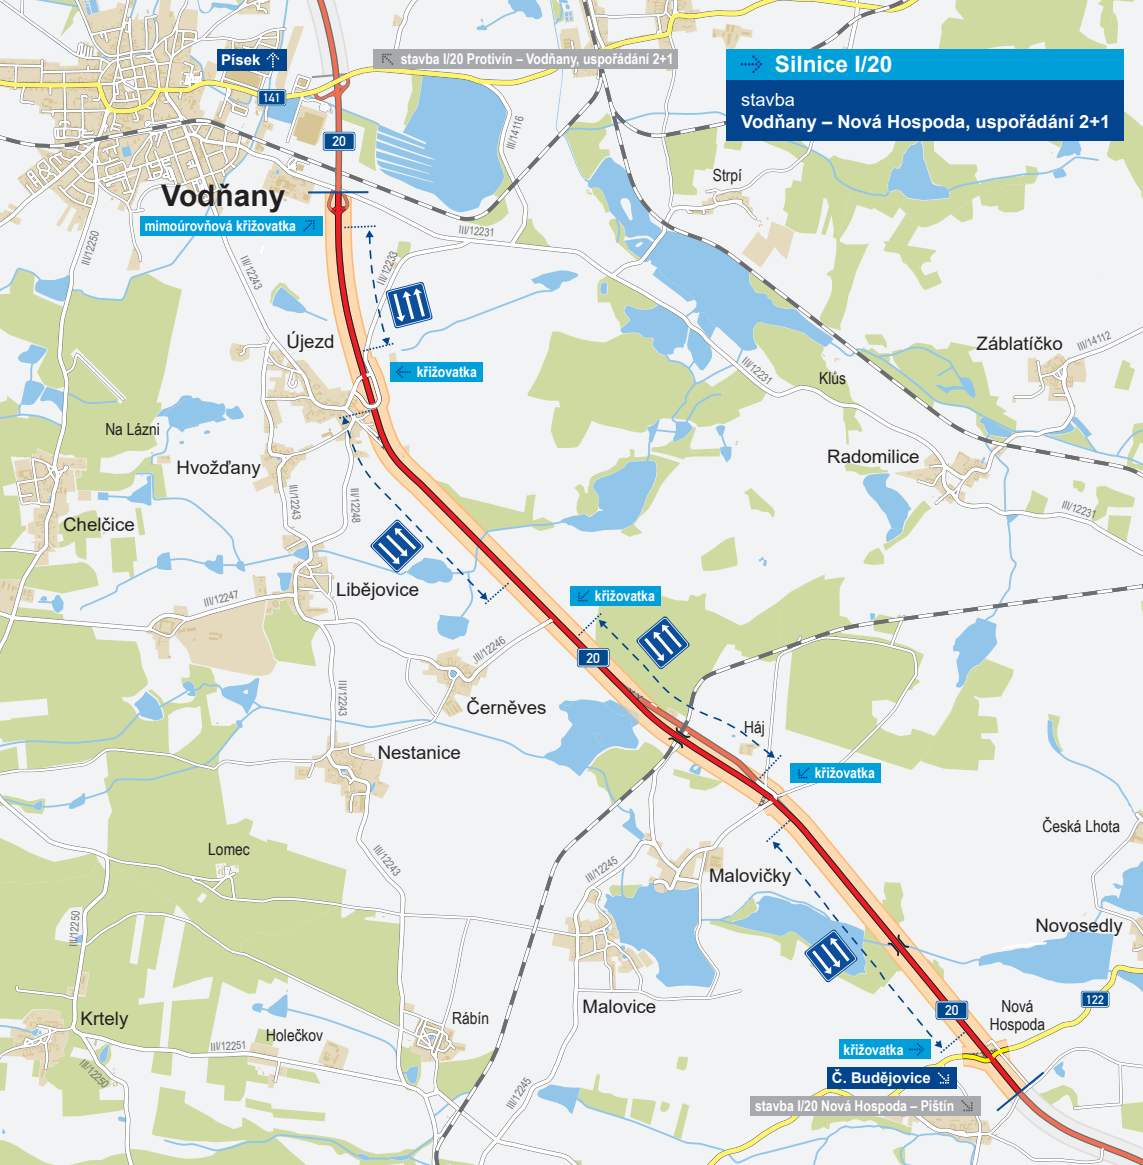 Písek
stavba I/20 Protivín – Vodňany, uspořádání 2+1
Silnice I/20
stavba
Vodňany – Nová Hospoda, uspořádání 2+1
141
20
III/14116
Strpí
Vodňany
mimoúrovňová křižovatka
III/12231
III/12250
III/12243
III/12233
Újezd
křižovatka
Záblatíčko
III/14112
III/12231
Klůs
Na Lázni
Hvožďany
Radomilice
III/12243
III/12248
III/12231
Chelčice
Libějovice
III/12247
křižovatka
III/12246
20
Černěves
III/12243
Háj
Nestanice
křižovatka
Česká Lhota
Lomec
III/12243
III/12245
Malovičky
III/12250
Novosedly
122
Malovice
20
Nová
Hospoda
Krtely
Rábín
Holečkov
III/12251
křižovatka
III/12250
Č. Budějovice
III/12245
stavba I/20 Nová Hospoda – Pištín